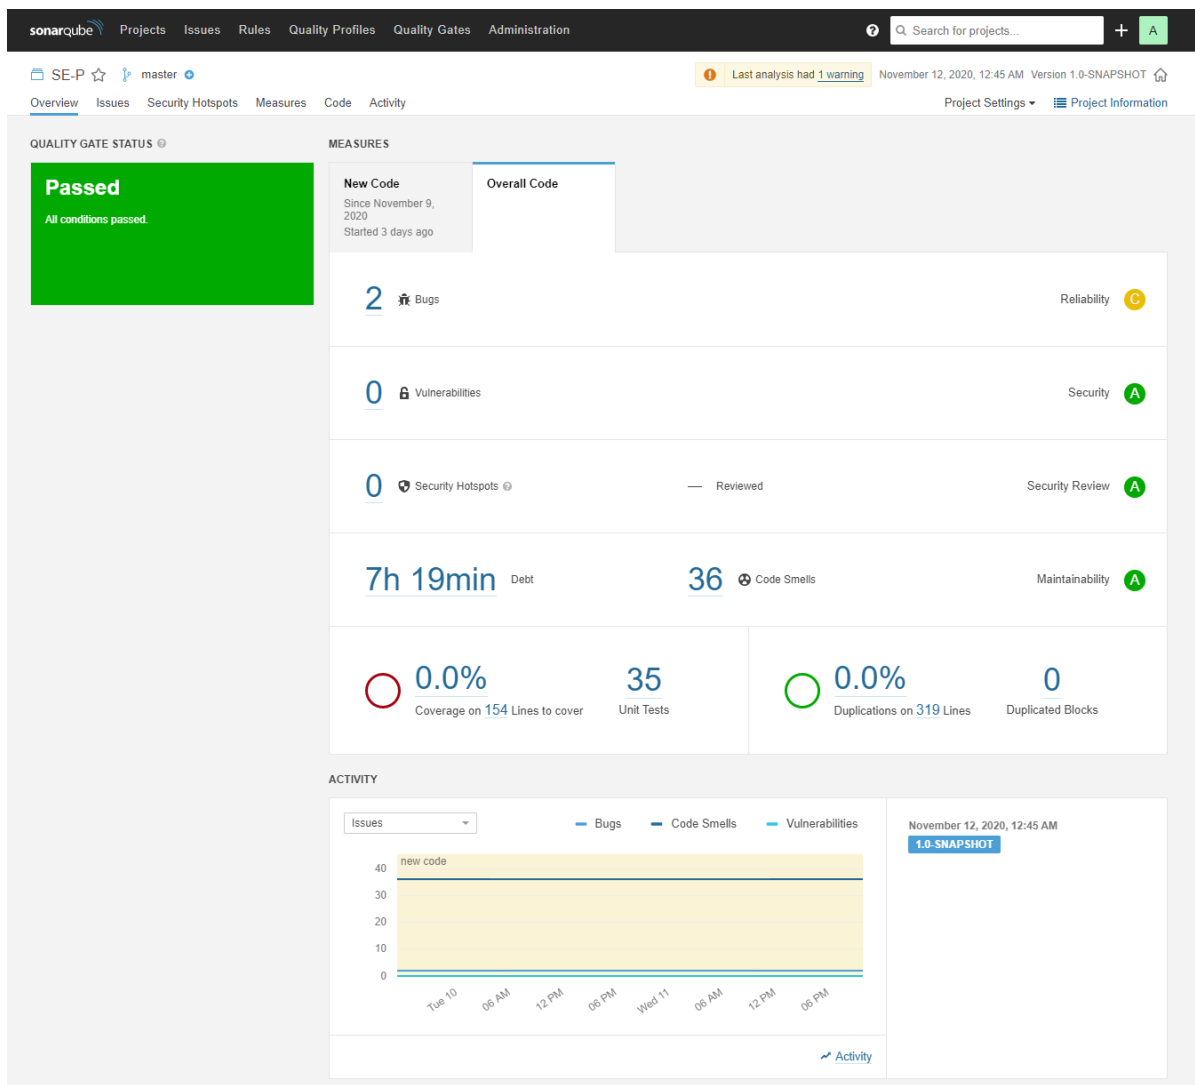 sonarqube Projects Issues Rules Quality Profiles Quality Gates Administration Search for projects... A
SE-P master Last analysis had 1 warning November 12, 2020, 12:45 AM Version 1.0-SNAPSHOT
Overview Issues Security Hotspots Measures Code Activity Project Settings Project Information
QUALITY GATE STATUS
Passed
All conditions passed.
MEASURES
New Code
Since November 9,
2020
Started 3 days ago
Overall Code
2 Bugs Reliability C
0 Vulnerabilities Security A
0 Security Hotspots — Reviewed Security Review A
7h 19min Debt 36 Code Smells Maintainability A
0.0%
Coverage on 154 Lines to cover
35
Unit Tests
0.0%
Duplications on 319 Lines
0
Duplicated Blocks
ACTIVITY
Issues Bugs Code Smells Vulnerabilities
new code
40
30
20
10
0
Tue 10 06 AM 12 PM 06 PM Wed 11 06 AM 12 PM 06 PM
Activity
November 12, 2020, 12:45 AM
1.0-SNAPSHOT